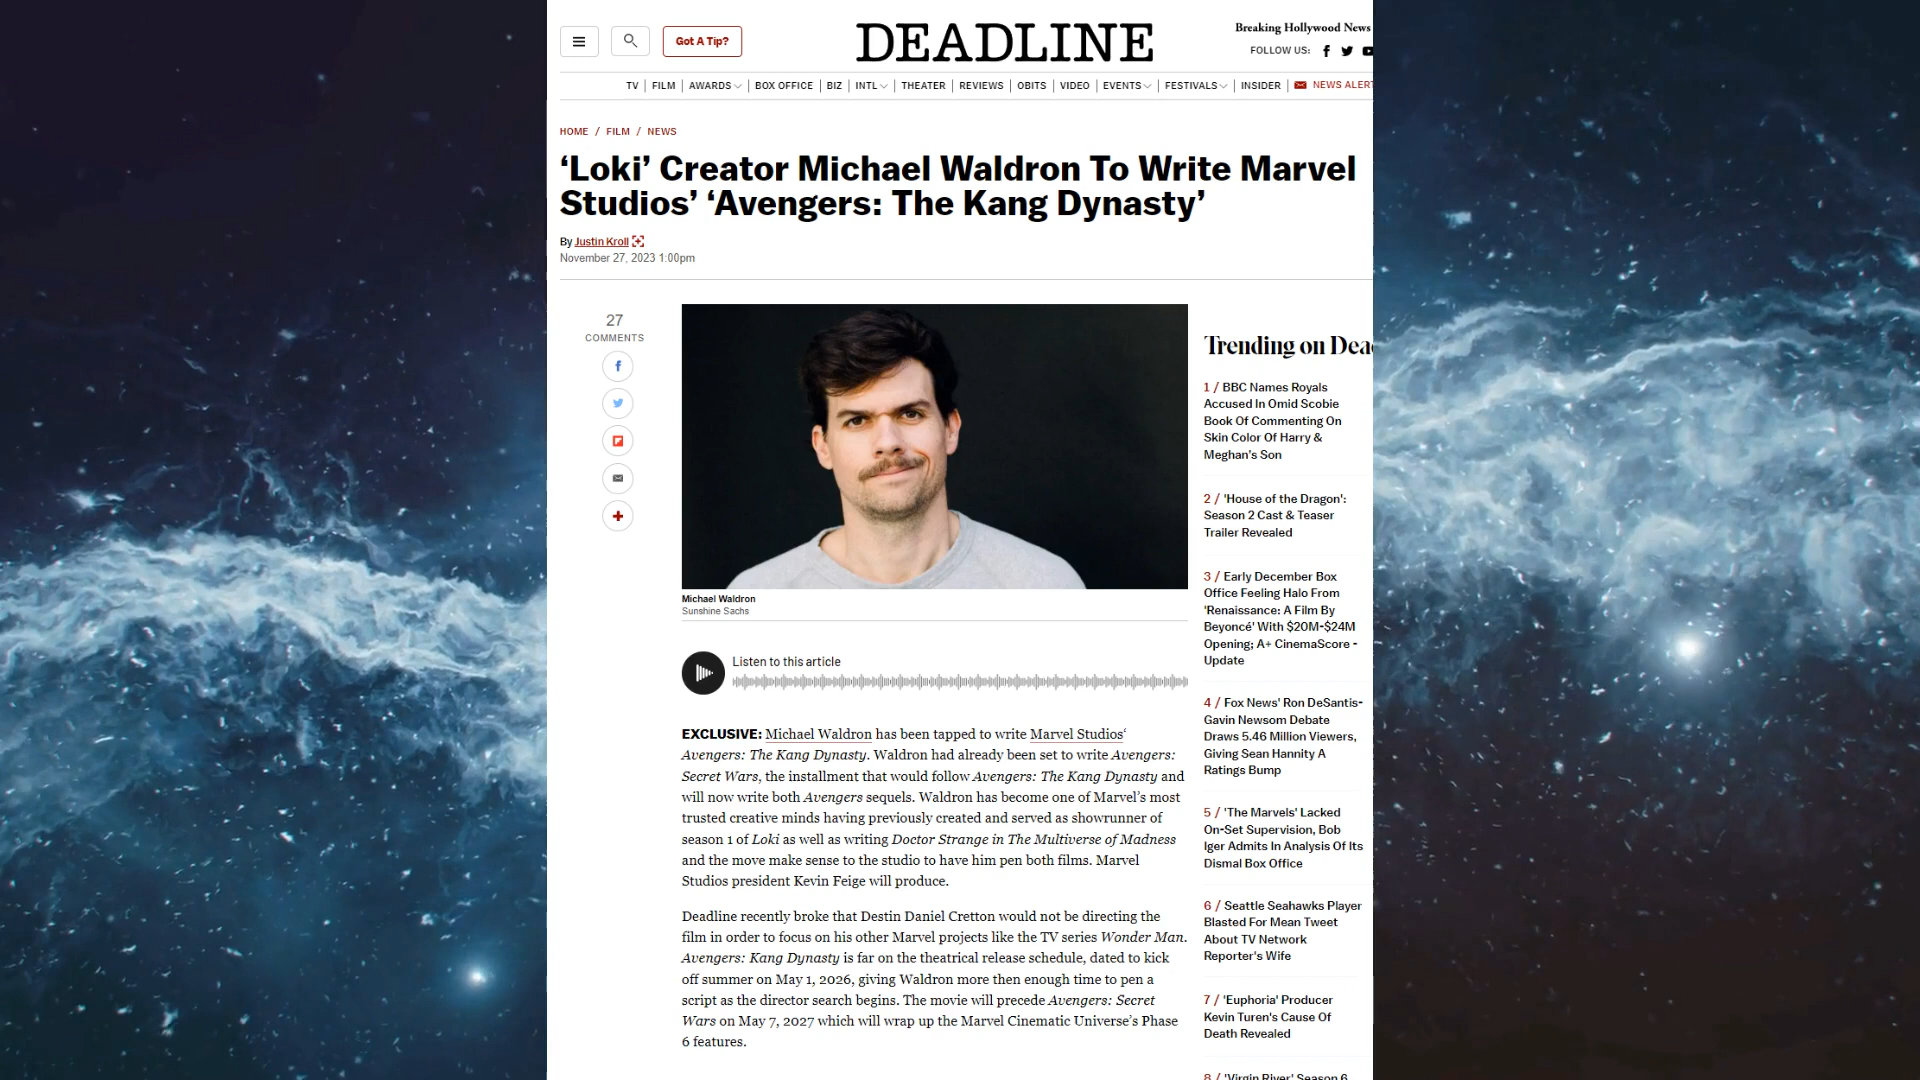 Got A Tip?
DEADLINE
Breaking Hollywood News
FOLLOW US:
TV | FILM | AWARDS | BOX OFFICE | BIZ | INTL | THEATER | REVIEWS | OBITS | VIDEO | EVENTS | FESTIVALS | INSIDER | NEWS ALERT
HOME / FILM / NEWS
‘Loki’ Creator Michael Waldron To Write Marvel
Studios’ ‘Avengers: The Kang Dynasty’
By Justin Kroll
November 27, 2023 1:00pm
27
COMMENTS
Michael Waldron
Sunshine Sachs
Listen to this article
EXCLUSIVE: Michael Waldron has been tapped to write Marvel Studios‘
Avengers: The Kang Dynasty. Waldron had already been set to write Avengers:
Secret Wars, the installment that would follow Avengers: The Kang Dynasty and
will now write both Avengers sequels. Waldron has become one of Marvel’s most
trusted creative minds having previously created and served as showrunner of
season 1 of Loki as well as writing Doctor Strange in The Multiverse of Madness
and the move make sense to the studio to have him pen both films. Marvel
Studios president Kevin Feige will produce.
Deadline recently broke that Destin Daniel Cretton would not be directing the
film in order to focus on his other Marvel projects like the TV series Wonder Man.
Avengers: Kang Dynasty is far on the theatrical release schedule, dated to kick
off summer on May 1, 2026, giving Waldron more then enough time to pen a
script as the director search begins. The movie will precede Avengers: Secret
Wars on May 7, 2027 which will wrap up the Marvel Cinematic Universe’s Phase
6 features.
Trending on Dea
1 / BBC Names Royals
Accused In Omid Scobie
Book Of Commenting On
Skin Color Of Harry &
Meghan's Son
2 / 'House of the Dragon':
Season 2 Cast & Teaser
Trailer Revealed
3 / Early December Box
Office Feeling Halo From
'Renaissance: A Film By
Beyoncé' With $20M-$24M
Opening; A+ CinemaScore -
Update
4 / Fox News' Ron DeSantis-
Gavin Newsom Debate
Draws 5.46 Million Viewers,
Giving Sean Hannity A
Ratings Bump
5 / 'The Marvels' Lacked
On-Set Supervision, Bob
Iger Admits In Analysis Of Its
Dismal Box Office
6 / Seattle Seahawks Player
Blasted For Mean Tweet
About TV Network
Reporter's Wife
7 / 'Euphoria' Producer
Kevin Turen's Cause Of
Death Revealed
8 / 'Virgin River' Season 6